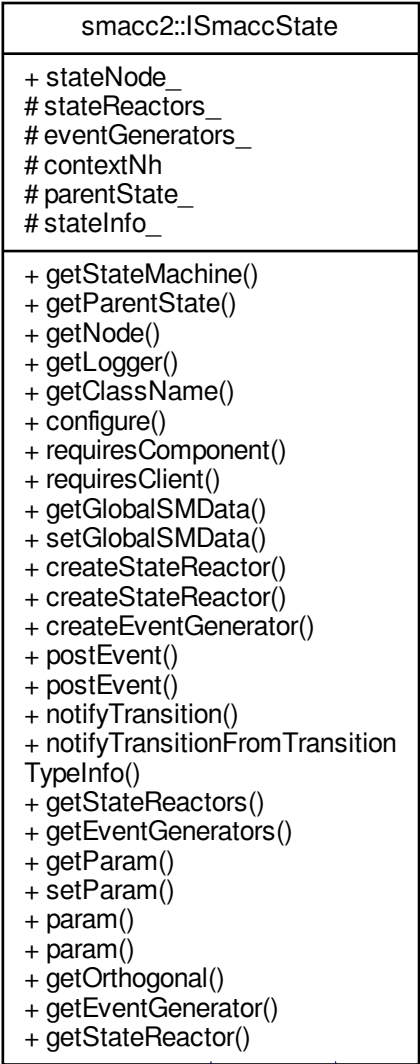 smacc2::ISmaccState
+ stateNode_
# stateReactors_
# eventGenerators_
# contextNh
# parentState_
# stateInfo_
+ getStateMachine()
+ getParentState()
+ getNode()
+ getLogger()
+ getClassName()
+ configure()
+ requiresComponent()
+ requiresClient()
+ getGlobalSMData()
+ setGlobalSMData()
+ createStateReactor()
+ createStateReactor()
+ createEventGenerator()
+ postEvent()
+ postEvent()
+ notifyTransition()
+ notifyTransitionFromTransition
TypeInfo()
+ getStateReactors()
+ getEventGenerators()
+ getParam()
+ setParam()
+ param()
+ param()
+ getOrthogonal()
+ getEventGenerator()
+ getStateReactor()